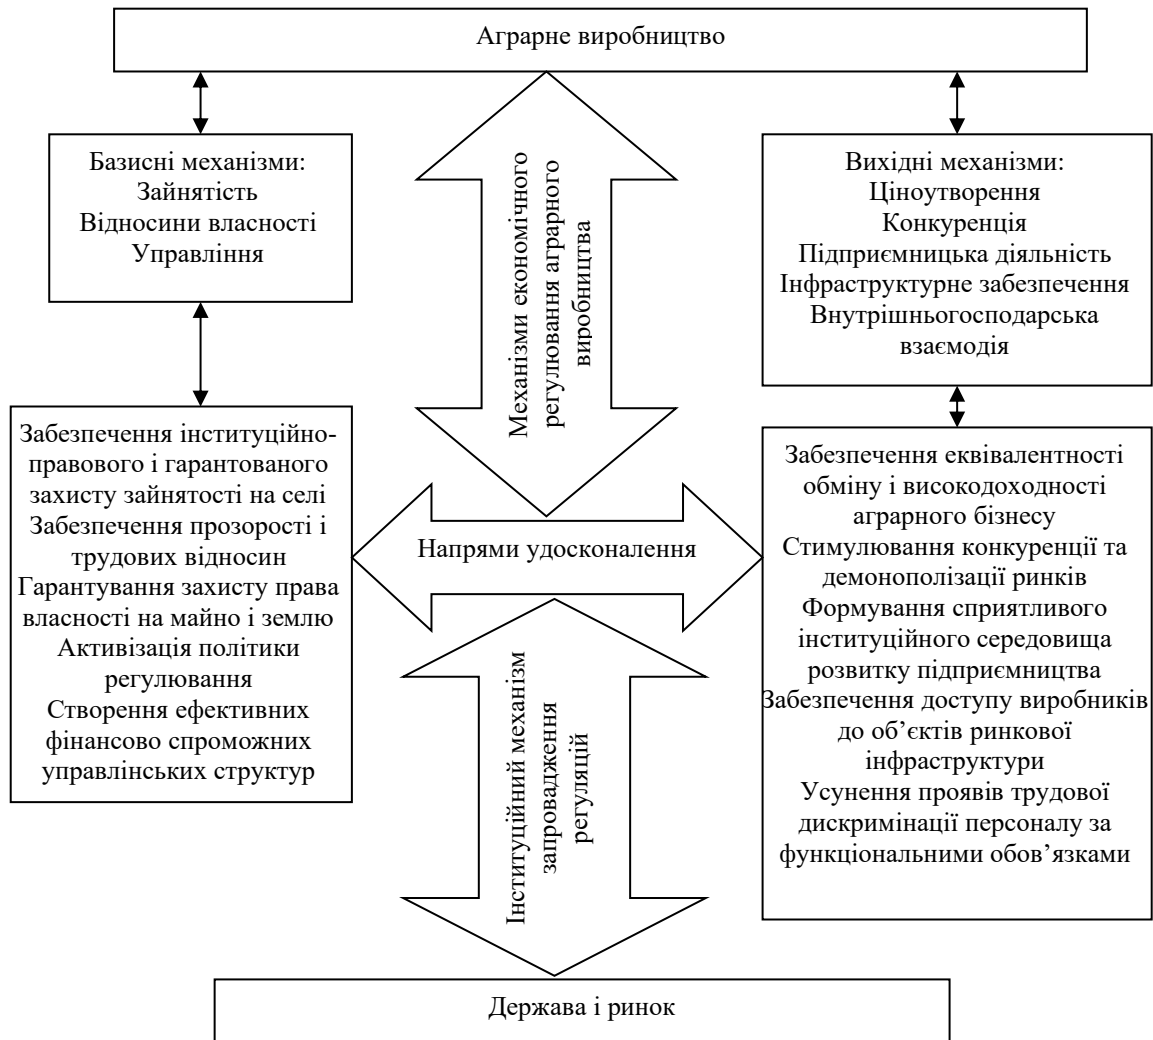 Аграрне виробництво
Базисні механізми:
Зайнятість
Відносини власності
Управління
Механізми економічного
регулювання аграрного
виробництва
Вихідні механізми:
Ціноутворення
Конкуренція
Підприємницька діяльність
Інфраструктурне забезпечення
Внутрішньогосподарська
взаємодія
Забезпечення інституційно-
правового і гарантованого
захисту зайнятості на селі
Забезпечення прозорості і
трудових відносин
Гарантування захисту права
власності на майно і землю
Активізація політики
регулювання
Створення ефективних
фінансово спроможних
управлінських структур
Напрями удосконалення
Забезпечення еквівалентності
обміну і високодоходності
аграрного бізнесу
Стимулювання конкуренції та
демонополізації ринків
Формування сприятливого
інституційного середовища
розвитку підприємництва
Забезпечення доступу виробників
до об’єктів ринкової
інфраструктури
Усунення проявів трудової
дискримінації персоналу за
функціональними обов’язками
Інституційний механізм
запровадження
регуляцій
Держава і ринок